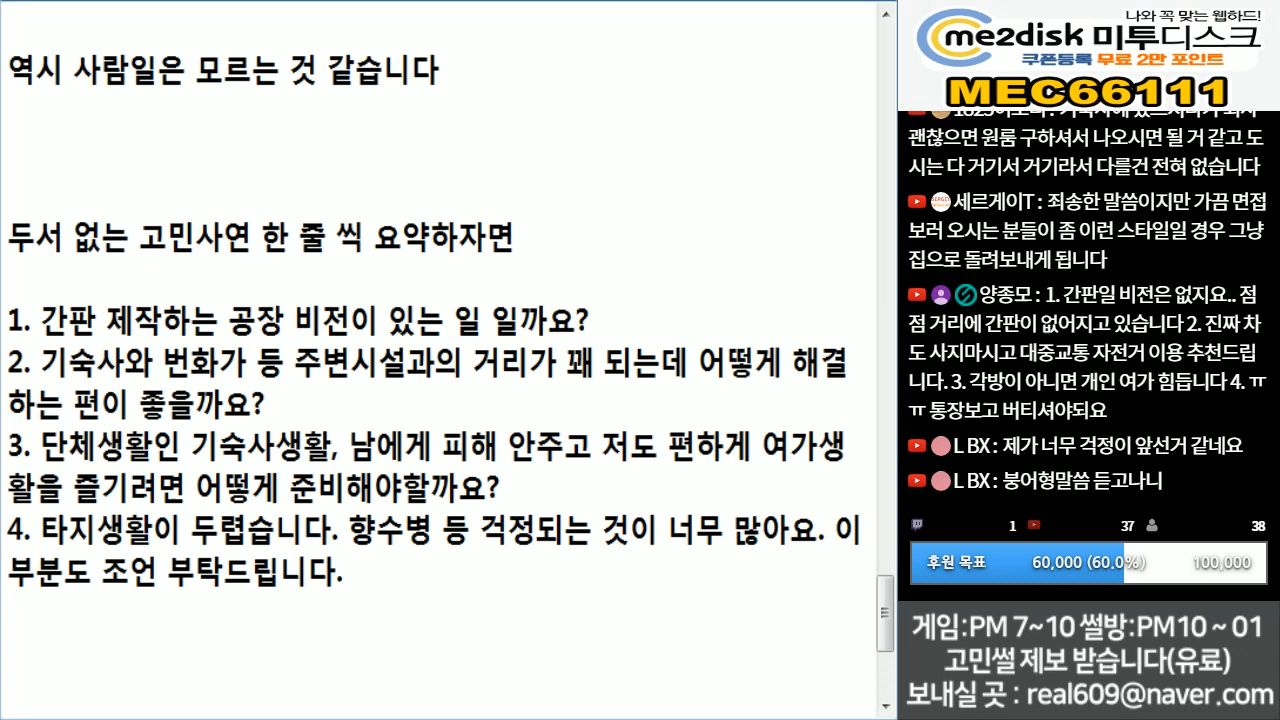 역시 사람일은 모르는 것 같습니다
두서 없는 고민사연 한 줄 씩 요약하자면
1. 간판 제작하는 공장 비전이 있는 일 일까요?
2. 기숙사와 번화가 등 주변시설과의 거리가 꽤 되는데 어떻게 해결
하는 편이 좋을까요?
3. 단체생활인 기숙사생활, 남에게 피해 안주고 저도 편하게 여가생
활을 즐기려면 어떻게 준비해야할까요?
4. 타지생활이 두렵습니다. 향수병 등 걱정되는 것이 너무 많아요. 이
부분도 조언 부탁드립니다.
나와 꼭 맞는 웹하드!
me2disk 미투디스크
쿠폰등록 무료 2만 포인트
MEC66111
괜찮으면 원룸 구하셔서 나오시면 될 거 같고 도
시는 다 거기서 거기라서 다를건 전혀 없습니다
세르게이T : 죄송한 말씀이지만 가끔 면접
보러 오시는 분들이 좀 이런 스타일일 경우 그냥
집으로 돌려보내게 됩니다
양종모 : 1. 간판일 비전은 없지요.. 점
점 거리에 간판이 없어지고 있습니다 2. 진짜 차
도 사지마시고 대중교통 자전거 이용 추천드립
니다. 3. 각방이 아니면 개인 여가 힘듭니다 4. ㅠ
ㅠ 통장보고 버티셔야되요
L BX : 제가 너무 걱정이 앞선거 같네요
L BX : 붕어형말씀 듣고나니
1 37 38
후원 목표 60,000 (60.0%) 100,000
게임:PM 7~10 썰방:PM10 ~ 01
고민썰 제보 받습니다(유료)
보내실 곳 : real609@naver.com